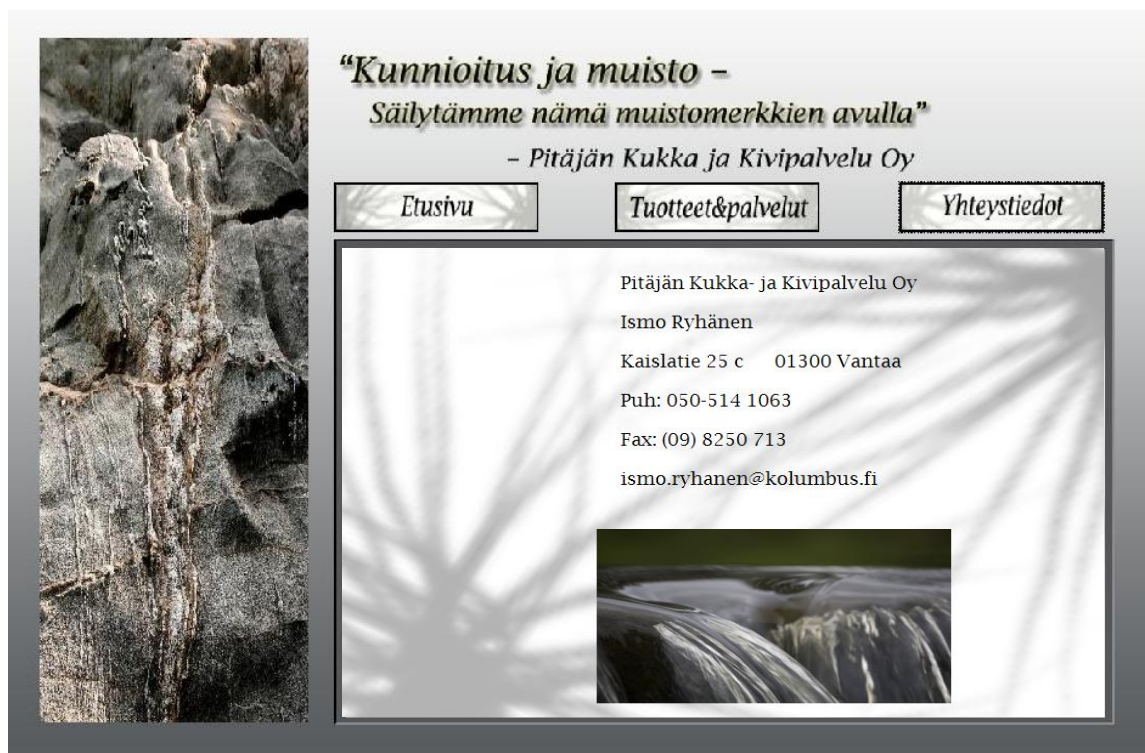 “Kunnioitus ja muisto –
Säilytämme nämä muistomerkkien avulla”
– Pitäjän Kukka ja Kivipalvelu Oy
Etusivu
Tuotteet&palvelut
Yhteystiedot
Pitäjän Kukka- ja Kivipalvelu Oy
Ismo Ryhänen
Kaislatie 25 c 01300 Vantaa
Puh: 050-514 1063
Fax: (09) 8250 713
ismo.ryhanen@kolumbus.fi